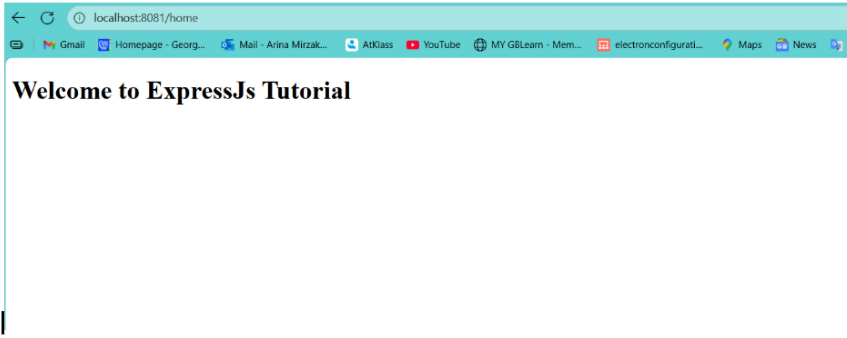 localhost:8081/home
Gmail Homepage - Georg... Mail - Arina Mirzak... AtKlass YouTube MY GBLearn - Mem... electronconfigurati... Maps News
Welcome to ExpressJs Tutorial